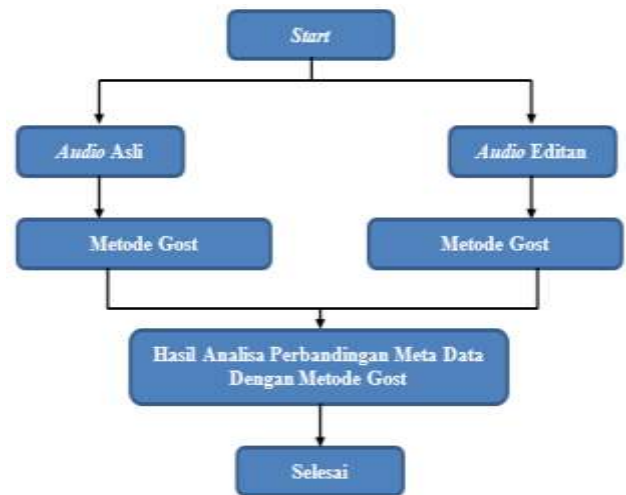 Start
Audio Asli
Audio Editan
Metode Gost
Metode Gost
Hasil Analisa Perbandingan Meta Data
Dengan Metode Gost
Selesai